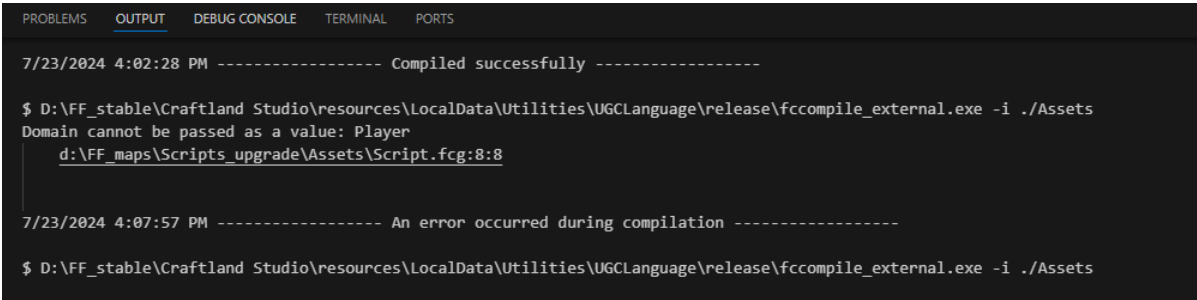 PROBLEMS OUTPUT DEBUG CONSOLE TERMINAL PORTS
7/23/2024 4:02:28 PM ------------------ Compiled successfully ------------------
$ D:\FF_stable\Craftland Studio\resources\LocalData\Utilities\UGCLanguage\release\fccompile_external.exe -i ./Assets
Domain cannot be passed as a value: Player
d:\FF_maps\Scripts_upgrade\Assets\Script.fcg:8:8
7/23/2024 4:07:57 PM ------------------ An error occurred during compilation ------------------
$ D:\FF_stable\Craftland Studio\resources\LocalData\Utilities\UGCLanguage\release\fccompile_external.exe -i ./Assets